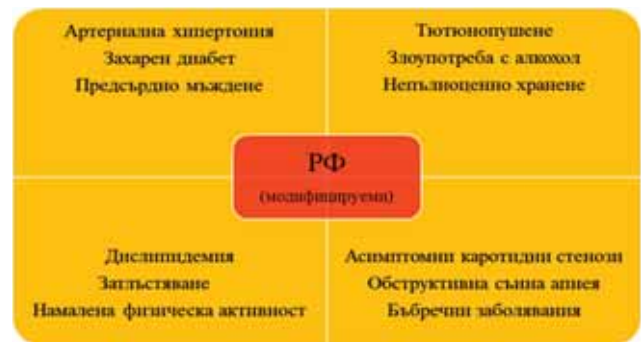 Артериална хипертония
Захарен диабет
Предсърдно мъждене
Тютюнопушене
Злоупотреба с алкохол
Непълноценно хранене
РФ
(модифицируеми)
Дислипидемия
Затлъстяване
Намалена физическа активност
Асимптомни каротидни стенози
Обструктивна сънна апнея
Бъбречни заболявания